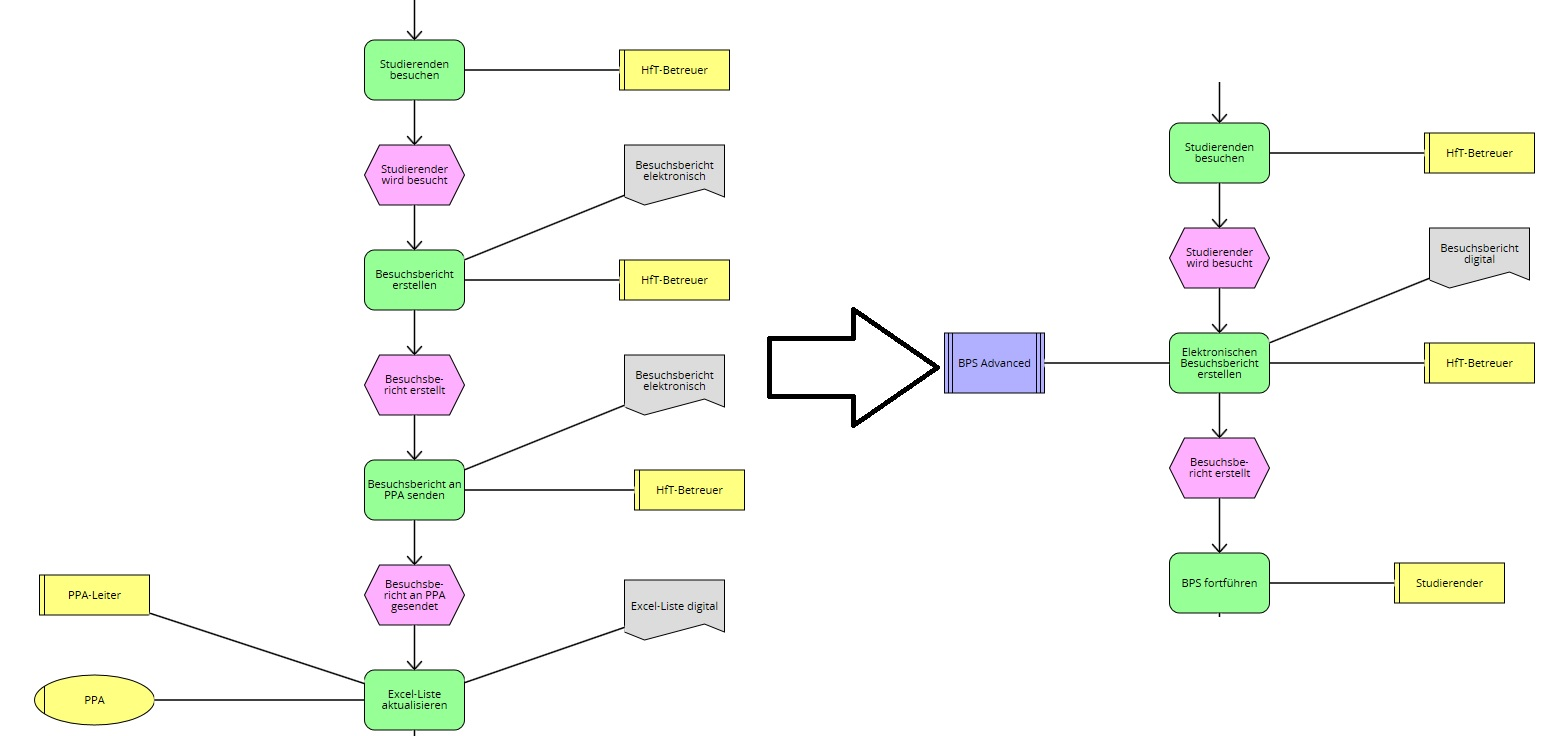 Studierenden
besuchen
HfT-Betreuer
Studierender
wird besucht
Besuchsbericht
elektronisch
Besuchsbericht
erstellen
HfT-Betreuer
Besuchsbe-
richt erstellt
Besuchsbericht
elektronisch
Besuchsbericht an
PPA senden
HfT-Betreuer
Besuchsbe-
richt an PPA
gesendet
PPA-Leiter
Excel-Liste digital
PPA
Excel-Liste
aktualisieren
Studierenden
besuchen
HfT-Betreuer
Studierender
wird besucht
Besuchsbericht
digital
BPS Advanced
Elektronischen
Besuchsbericht
erstellen
HfT-Betreuer
Besuchsbe-
richt erstellt
BPS fortführen
Studierender